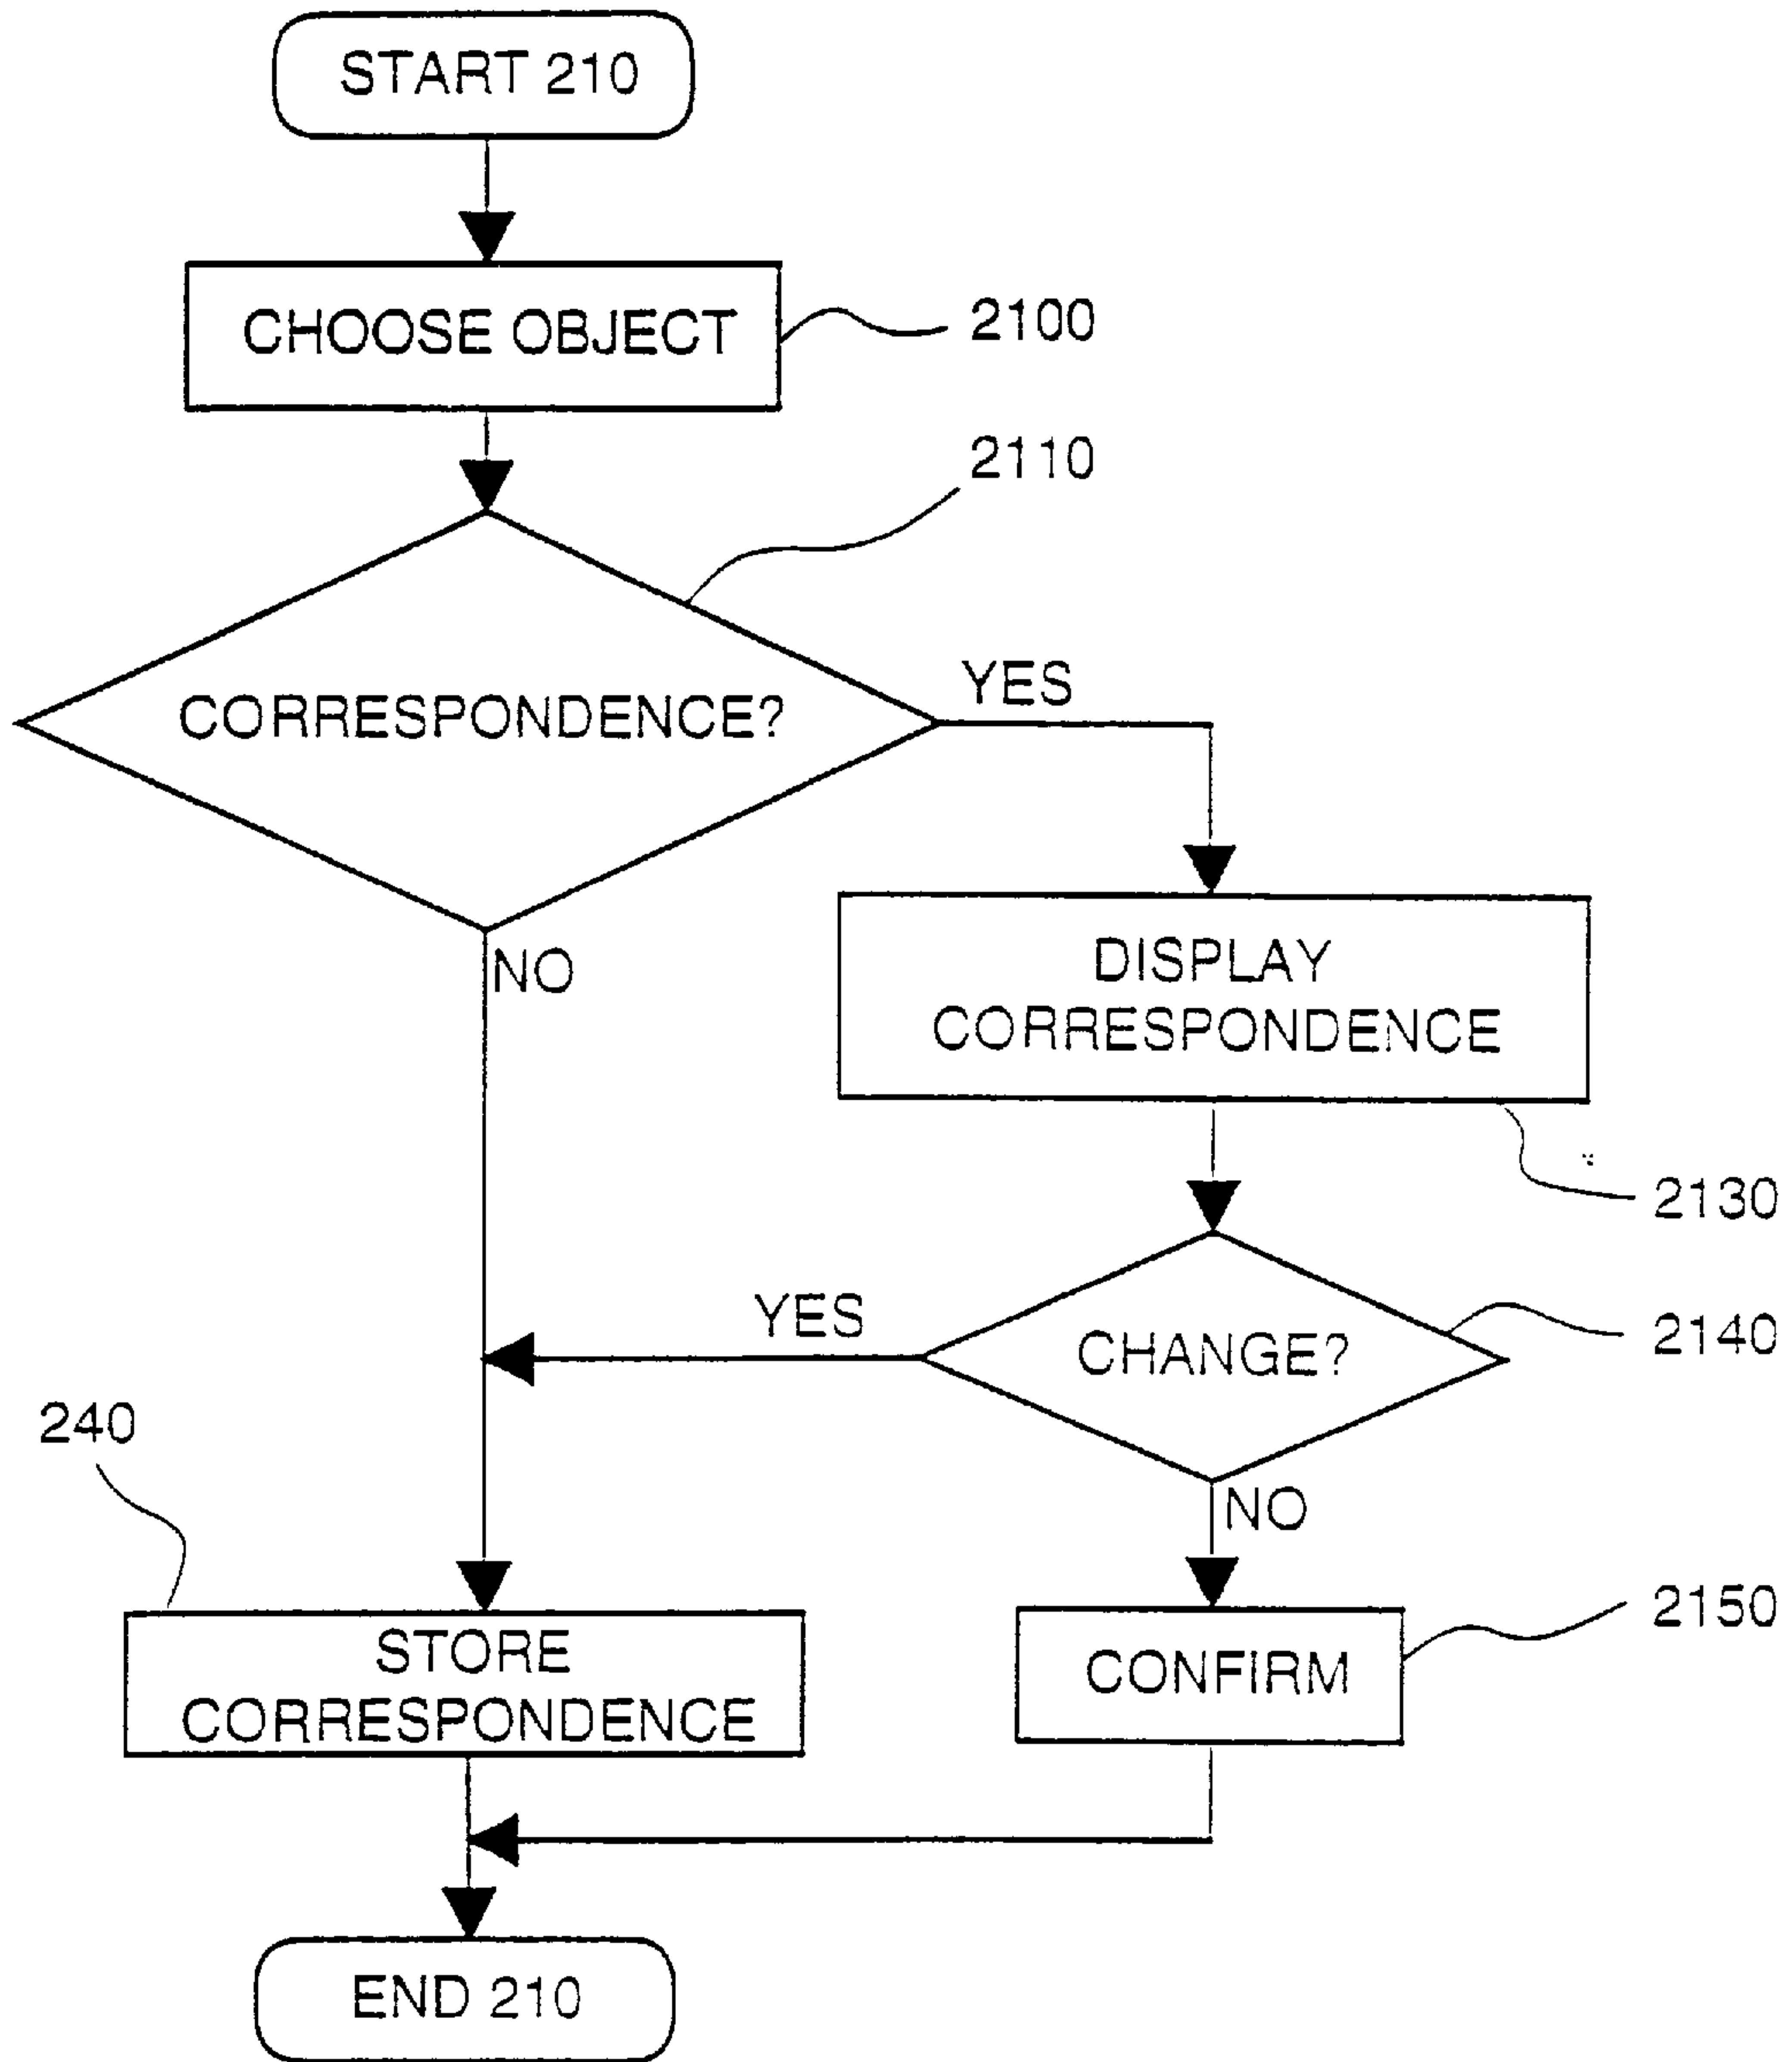 START 210
CHOOSE OBJECT
2100
2110
CORRESPONDENCE?
YES
NO
DISPLAY
CORRESPONDENCE
2130
YES
CHANGE?
2140
240
NO
STORE
CORRESPONDENCE
CONFIRM
2150
END 210